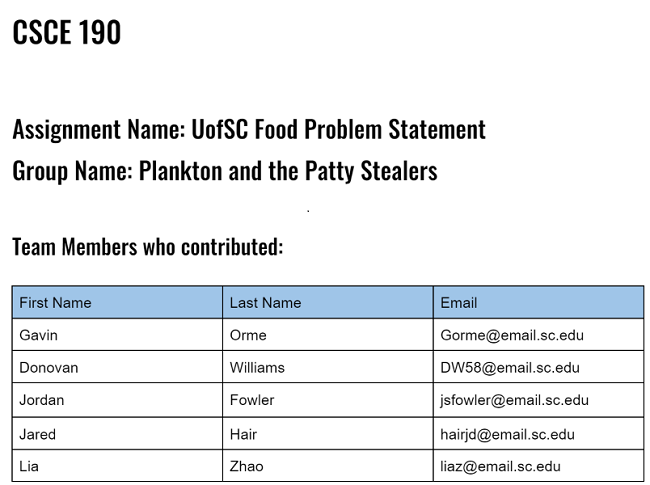 CSCE 190
Assignment Name: UofSC Food Problem Statement
Group Name: Plankton and the Patty Stealers
.
Team Members who contributed:
First Name Last Name Email
Gavin Orme Gorme@email.sc.edu
Donovan Williams DW58@email.sc.edu
Jordan Fowler jsfowler@email.sc.edu
Jared Hair hairjd@email.sc.edu
Lia Zhao liaz@email.sc.edu